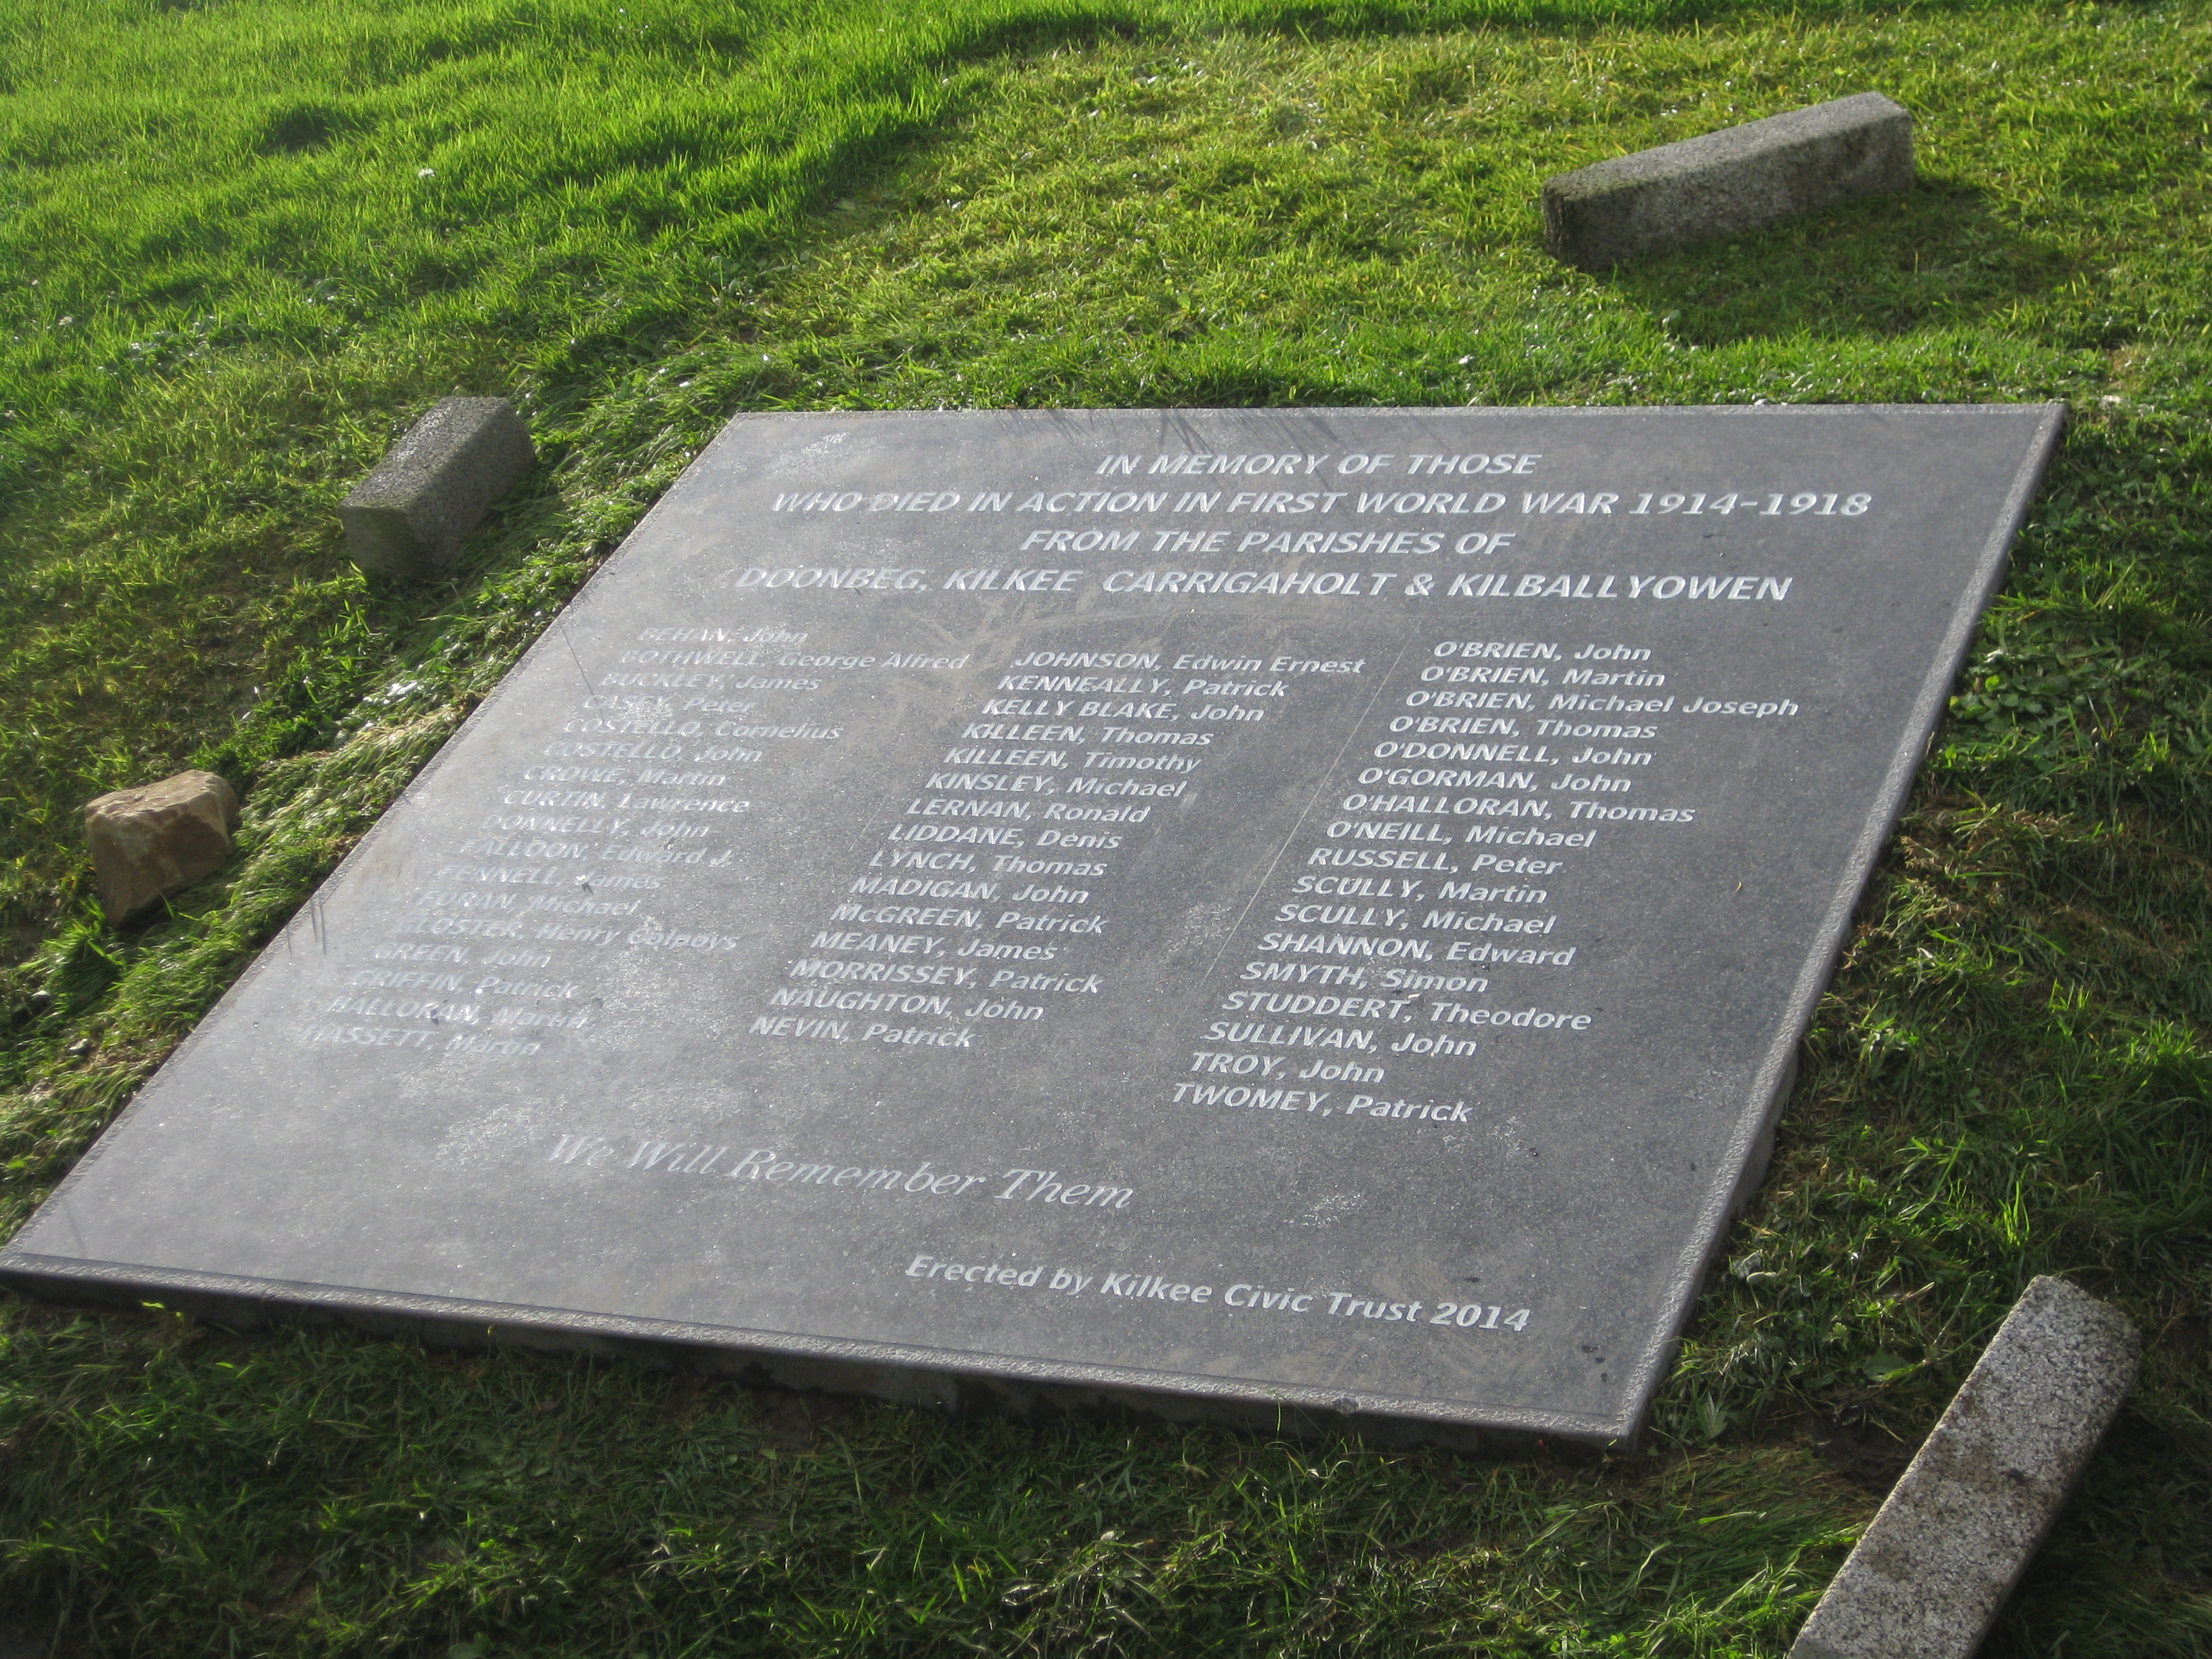 IN MEMORY OF THOSE
WHO DIED IN ACTION IN FIRST WORLD WAR 1914-1918
FROM THE PARISHES OF
DOONBEG, KILKEE CARRIGAHOLT & KILBALLYOWEN
BEHAN, John
BOTHWELL, George Alfred
BUCKLEY, James
CASEY, Peter
COSTELLO, Cornelius
COSTELLO, John
CROWE, Martin
CURTIN, Lawrence
DONNELLY, John
FALLOON, Edward J.
FENNELL, James
FORAN, Michael
GLOSTER, Henry Colpoys
GREEN, John
GRIFFIN, Patrick
HALLORAN, Martin
HASSETT, Martin
JOHNSON, Edwin Ernest
KENNEALLY, Patrick
KELLY BLAKE, John
KILLEEN, Thomas
KILLEEN, Timothy
KINSLEY, Michael
LERNAN, Ronald
LIDDANE, Denis
LYNCH, Thomas
MADIGAN, John
McGREEN, Patrick
MEANEY, James
MORRISSEY, Patrick
NAUGHTON, John
NEVIN, Patrick
O'BRIEN, John
O'BRIEN, Martin
O'BRIEN, Michael Joseph
O'BRIEN, Thomas
O'DONNELL, John
O'GORMAN, John
O'HALLORAN, Thomas
O'NEILL, Michael
RUSSELL, Peter
SCULLY, Martin
SCULLY, Michael
SHANNON, Edward
SMYTH, Simon
STUDDERT, Theodore
SULLIVAN, John
TROY, John
TWOMEY, Patrick
We Will Remember Them
Erected by Kilkee Civic Trust 2014